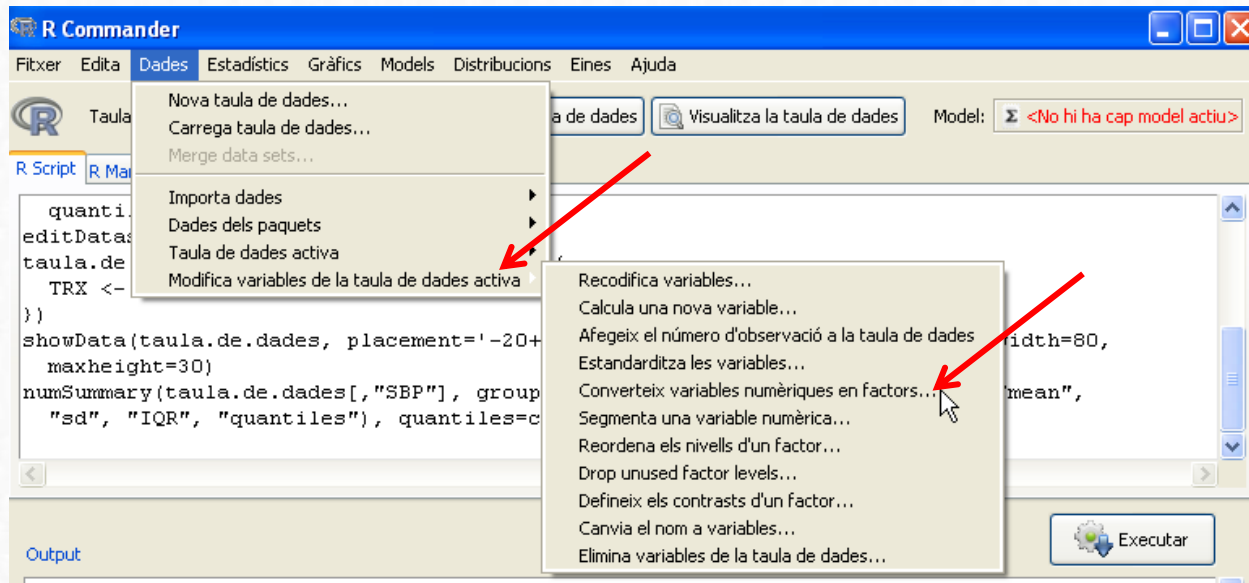 R Commander
Fitxer Edita Dades Estadístics Gràfics Models Distribucions Eines Ajuda
Taula a de dades Visualitza la taula de dades Model: Σ <No hi ha cap model actiu>
Nova taula de dades...
Carrega taula de dades...
Merge data sets...
Importa dades
Dades dels paquets
Taula de dades activa
Modifica variables de la taula de dades activa
R Script R Mar
quanti
editDatas
taula.de
TRX <-
})
showData(taula.de.dades, placement='-20+ idth=80,
maxheight=30)
numSummary(taula.de.dades[,"SBP"], group mean",
"sd", "IQR", "quantiles"), quantiles=c
Recodifica variables...
Calcula una nova variable...
Afegeix el número d'observació a la taula de dades
Estandarditza les variables...
Converteix variables numèriques en factors...
Segmenta una variable numèrica...
Reordena els nivells d'un factor...
Drop unused factor levels...
Defineix els contrasts d'un factor...
Canvia el nom a variables...
Elimina variables de la taula de dades...
Output
Executar